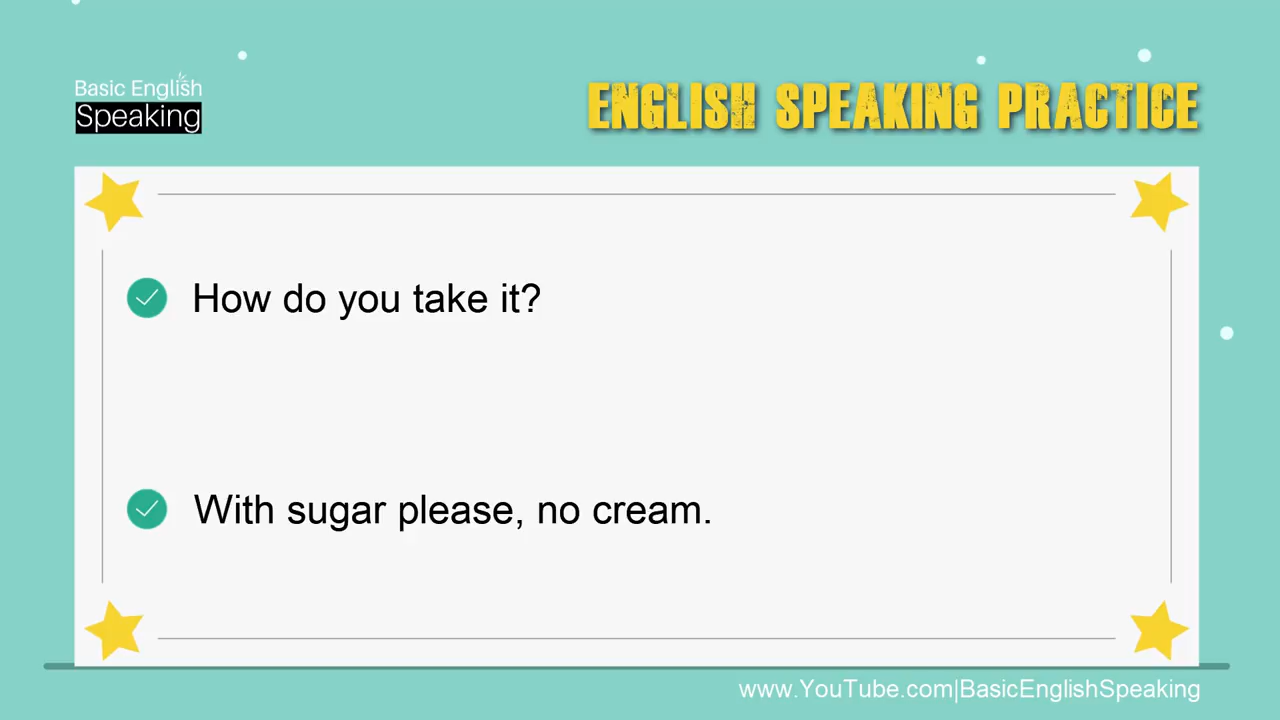 Basic English
Speaking
ENGLISH SPEAKING PRACTICE
How do you take it?
With sugar please, no cream.
www.YouTube.com|BasicEnglishSpeaking